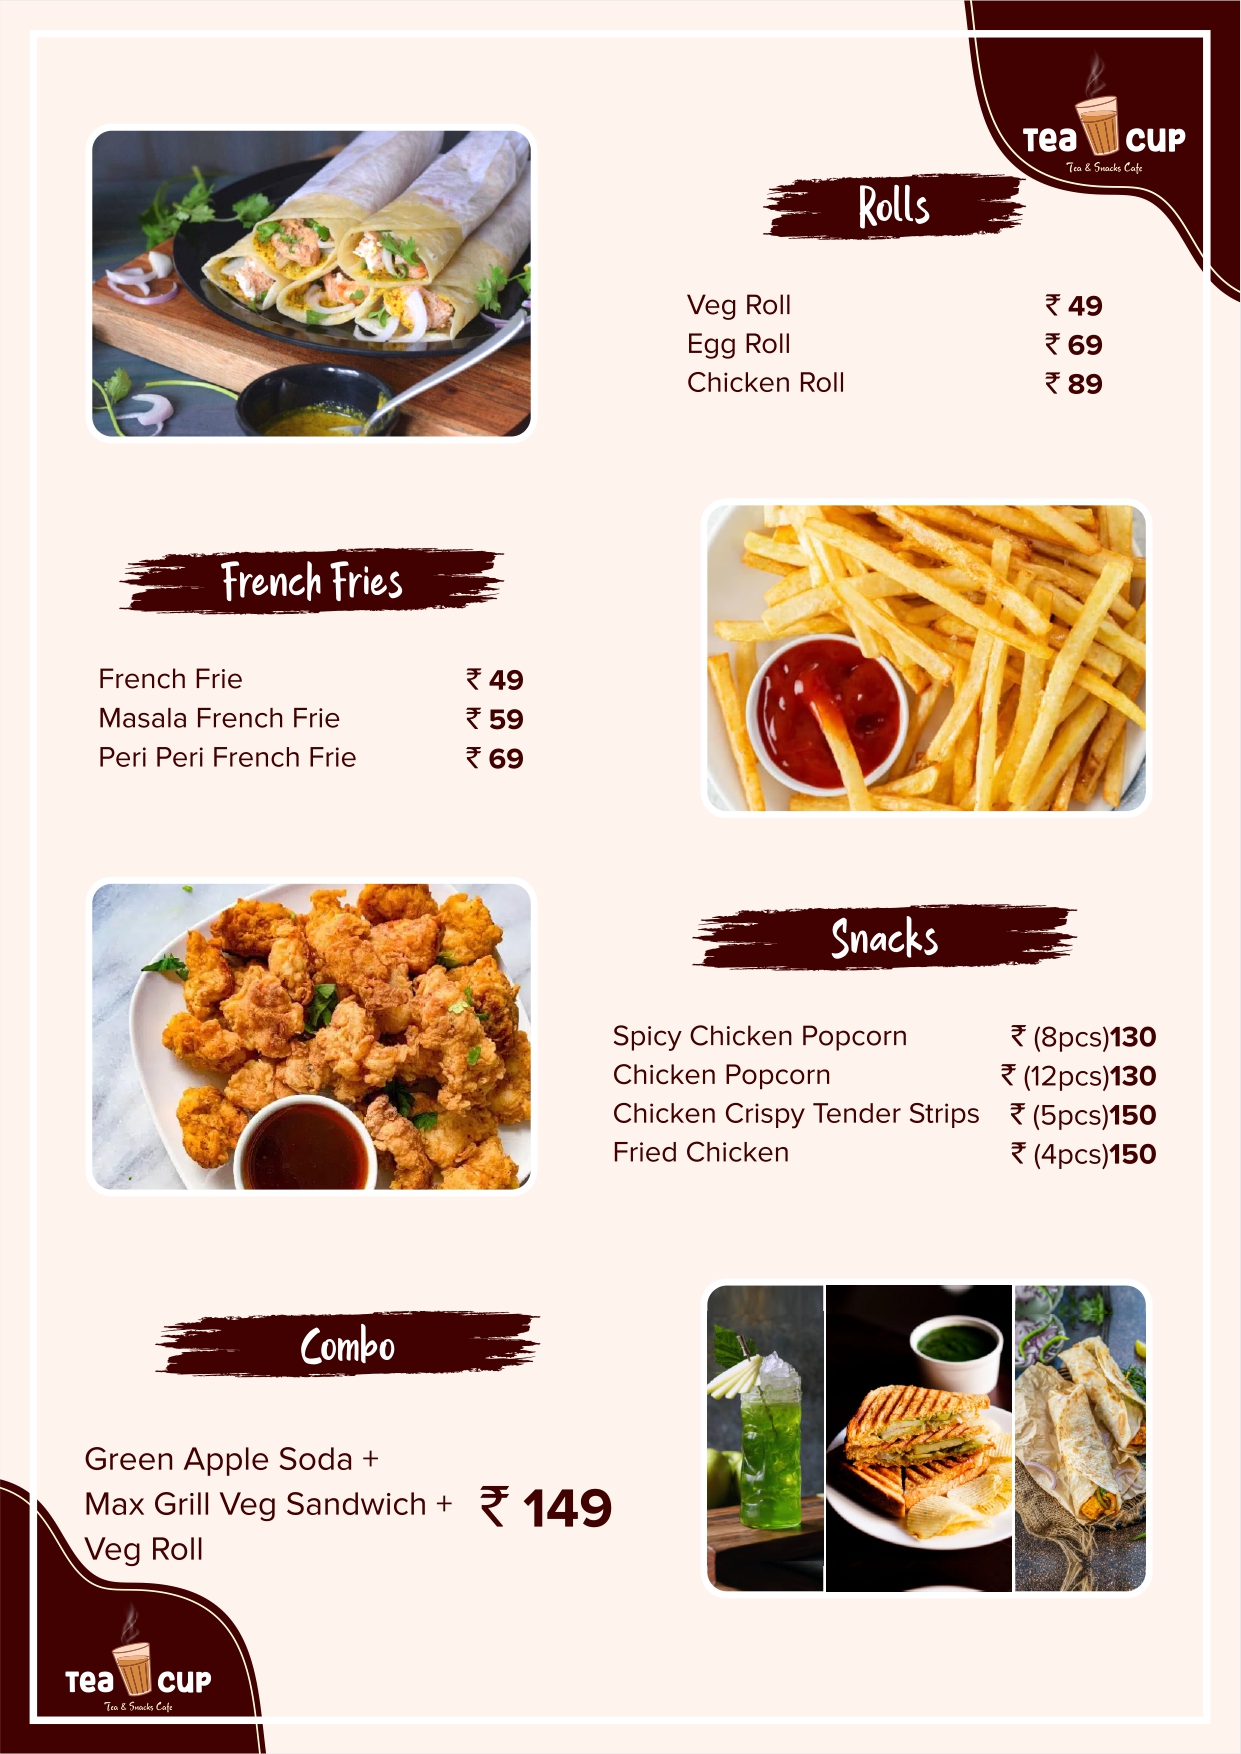 Tea CUP
Tea & Snacks Cafe
Rolls
Veg Roll ₹ 49
Egg Roll ₹ 69
Chicken Roll ₹ 89
French Fries
French Frie ₹ 49
Masala French Frie ₹ 59
Peri Peri French Frie ₹ 69
Snacks
Spicy Chicken Popcorn ₹ (8pcs)130
Chicken Popcorn ₹ (12pcs)130
Chicken Crispy Tender Strips ₹ (5pcs)150
Fried Chicken ₹ (4pcs)150
Combo
Green Apple Soda +
Max Grill Veg Sandwich + ₹ 149
Veg Roll
Tea CUP
Tea & Snacks Cafe